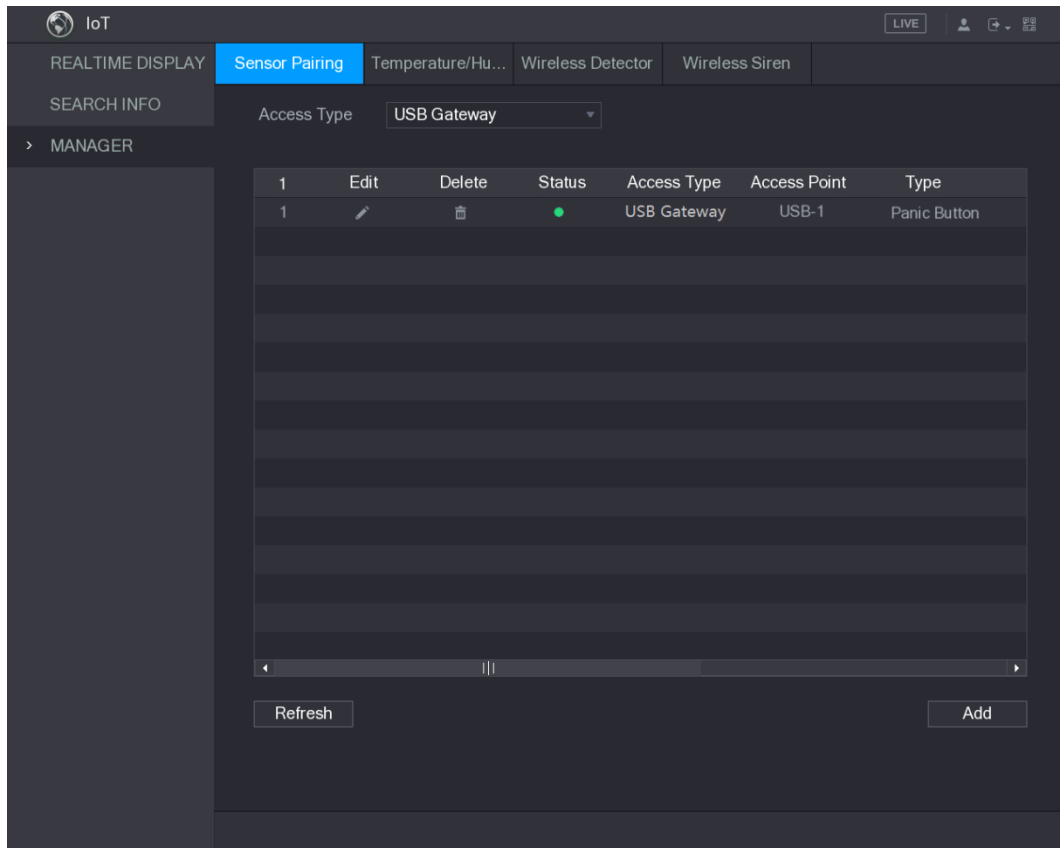 IoT LIVE
REALTIME DISPLAY
SEARCH INFO
MANAGER
Sensor Pairing Temperature/Hu... Wireless Detector Wireless Siren
Access Type USB Gateway
1 Edit Delete Status Access Type Access Point Type
1 USB Gateway USB-1 Panic Button
Refresh Add